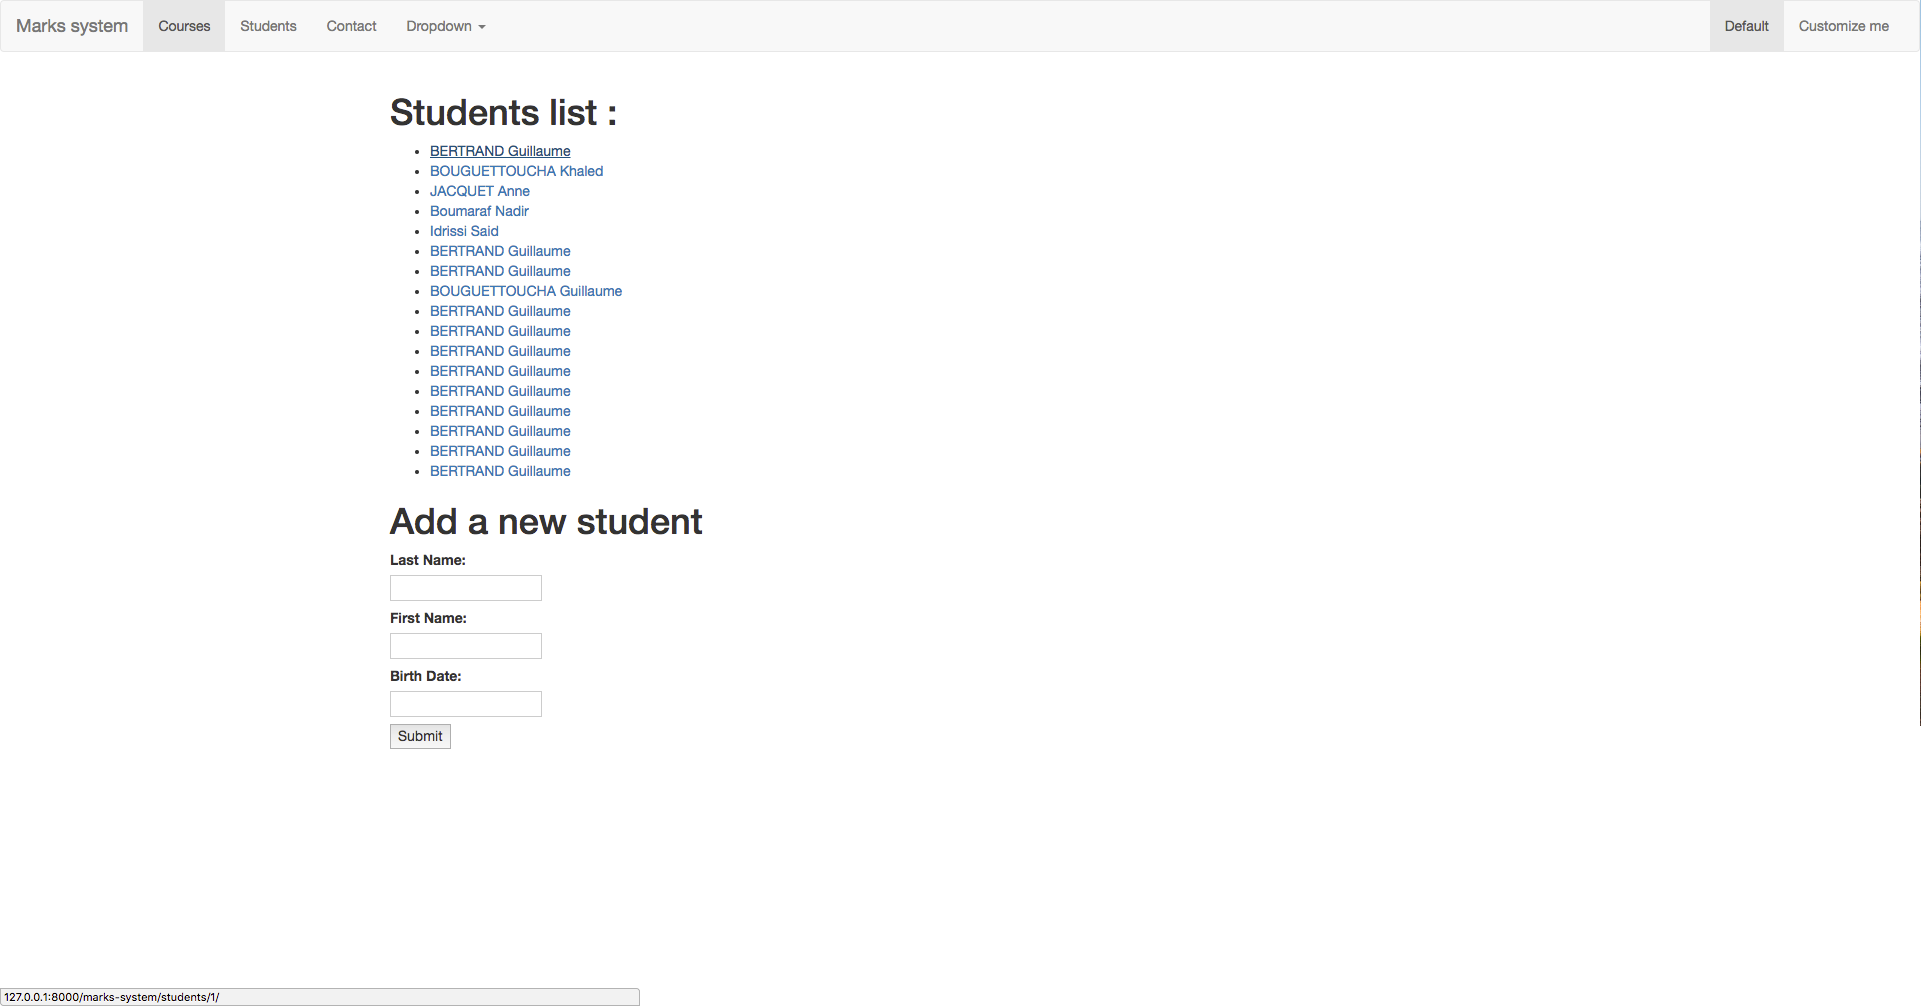 Marks system Courses Students Contact Dropdown Default Customize me
Students list :
BERTRAND Guillaume
BOUGUETTOUCHA Khaled
JACQUET Anne
Boumaraf Nadir
Idrissi Said
BERTRAND Guillaume
BERTRAND Guillaume
BOUGUETTOUCHA Guillaume
BERTRAND Guillaume
BERTRAND Guillaume
BERTRAND Guillaume
BERTRAND Guillaume
BERTRAND Guillaume
BERTRAND Guillaume
BERTRAND Guillaume
BERTRAND Guillaume
BERTRAND Guillaume
Add a new student
Last Name:
First Name:
Birth Date:
Submit
127.0.0.1:8000/marks-system/students/1/